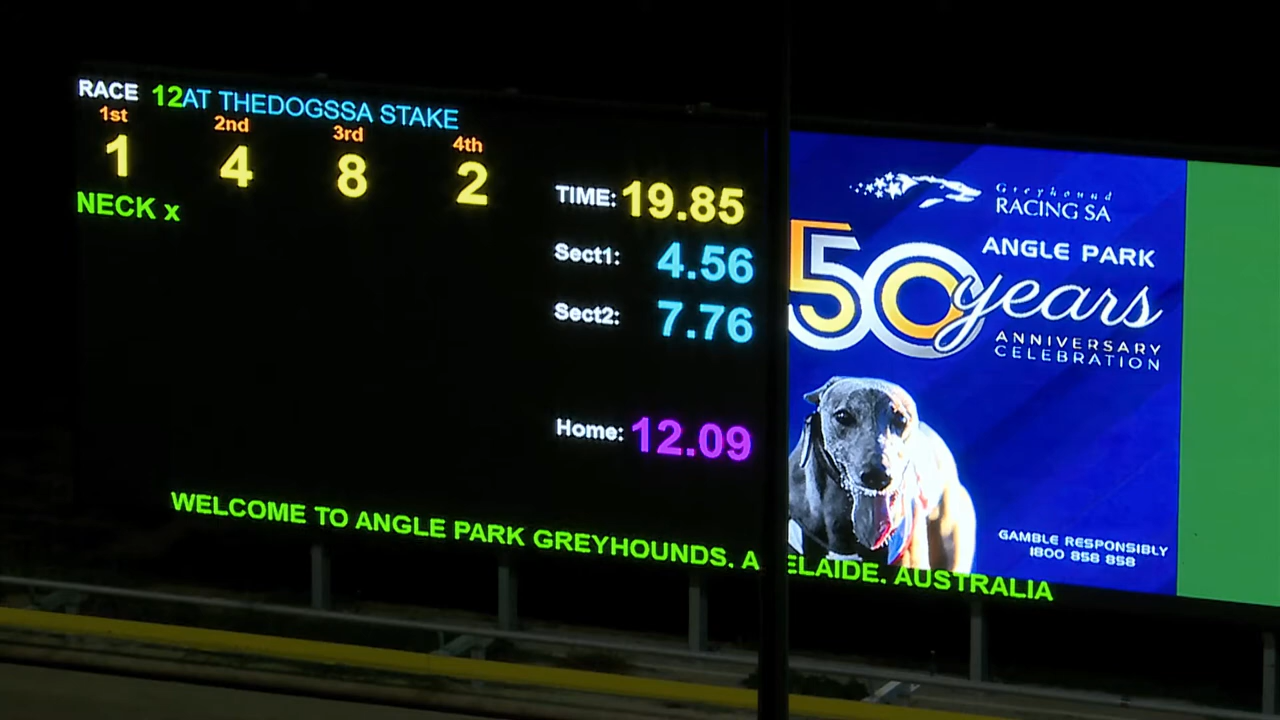 RACE 12AT THEDOGSSA STAKE
1st 2nd 3rd 4th
1 4 8 2
NECK x
TIME: 19.85
Sect1: 4.56
Sect2: 7.76
Home: 12.09
Greyhound
RACING SA
ANGLE PARK
50 years
ANNIVERSARY
CELEBRATION
GAMBLE RESPONSIBLY
1800 858 858
WELCOME TO ANGLE PARK GREYHOUNDS. A ELAIDE. AUSTRALIA